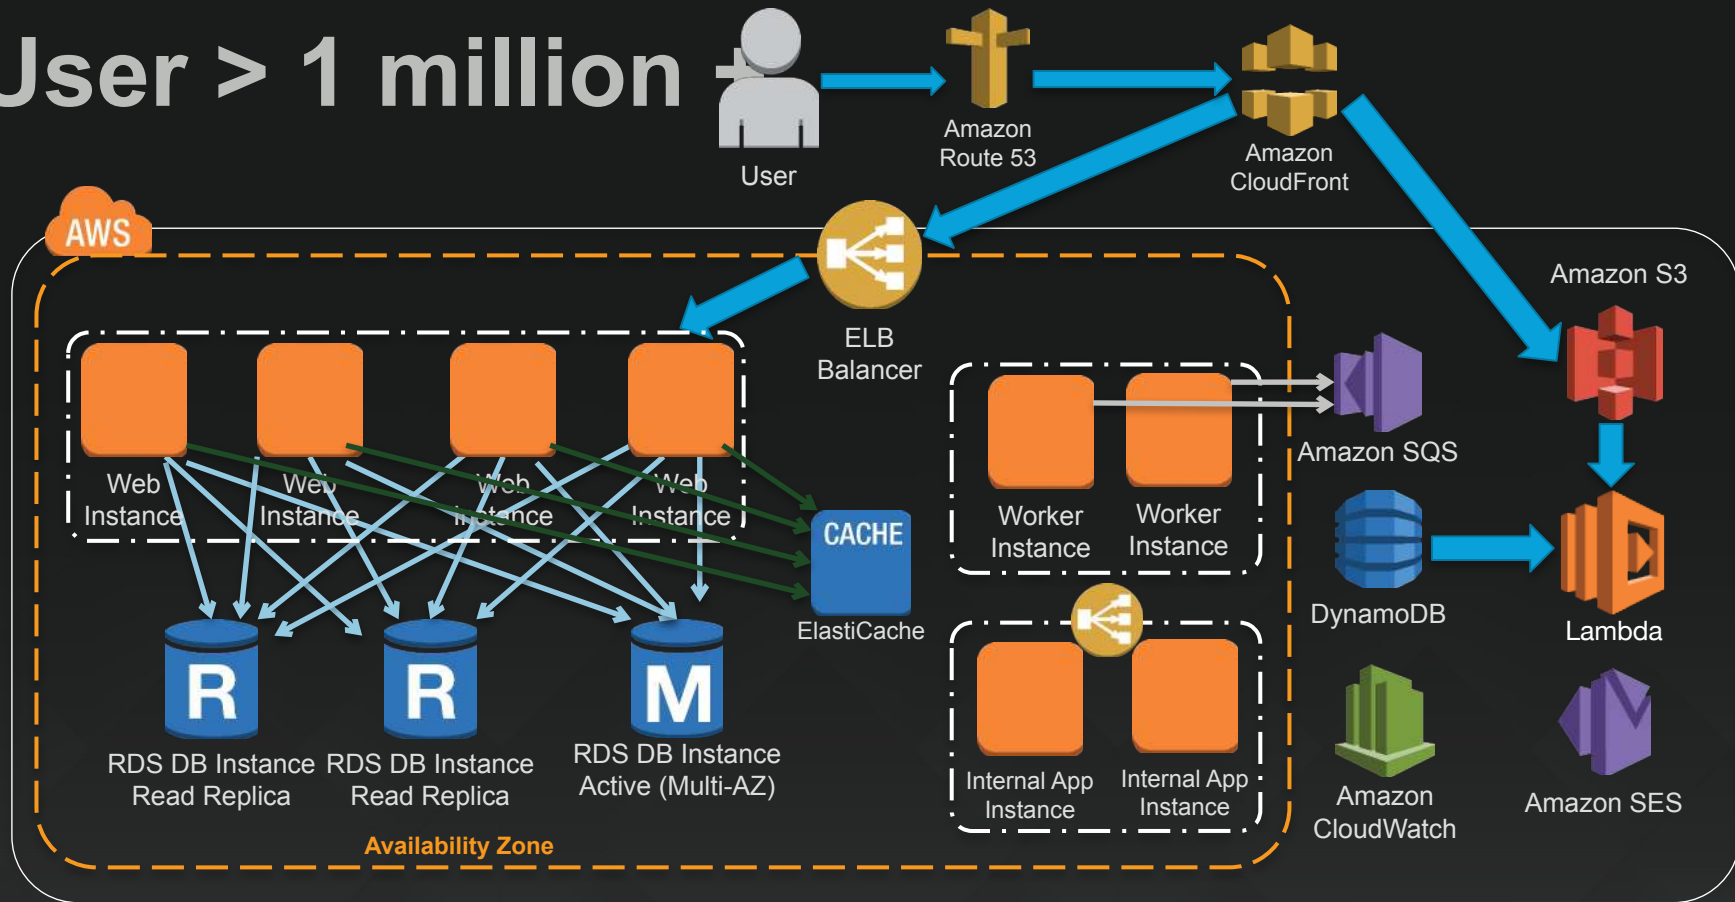 User > 1 million +
User
Amazon
Route 53
Amazon
CloudFront
AWS
ELB
Balancer
Amazon S3
Web
Instance
Web
Instance
Web
Instance
Web
Instance
CACHE
ElastiCache
Worker
Instance
Worker
Instance
Amazon SQS
DynamoDB
Lambda
R
R
M
RDS DB Instance
Read Replica
RDS DB Instance
Read Replica
RDS DB Instance
Active (Multi-AZ)
Internal App
Instance
Internal App
Instance
Amazon
CloudWatch
Amazon SES
Availability Zone